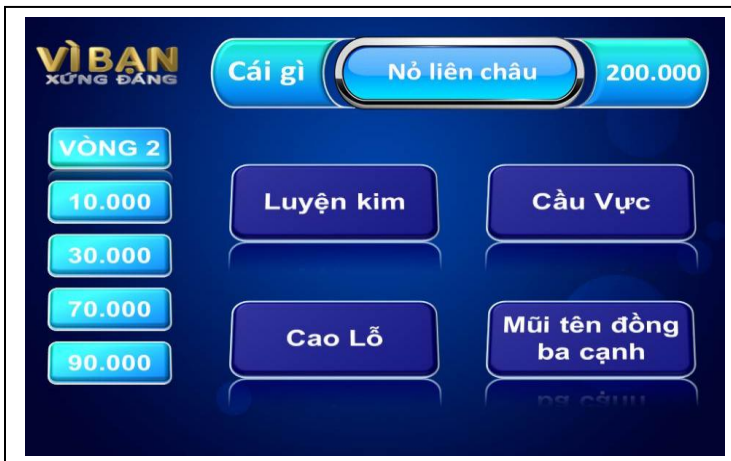 VÌ BẠN
XỨNG ĐÁNG
Cái gì
Nỏ liên châu
200.000
VÒNG 2
10.000
30.000
70.000
90.000
Luyện kim
Cầu Vực
Cao Lỗ
Mũi tên đồng
ba cạnh